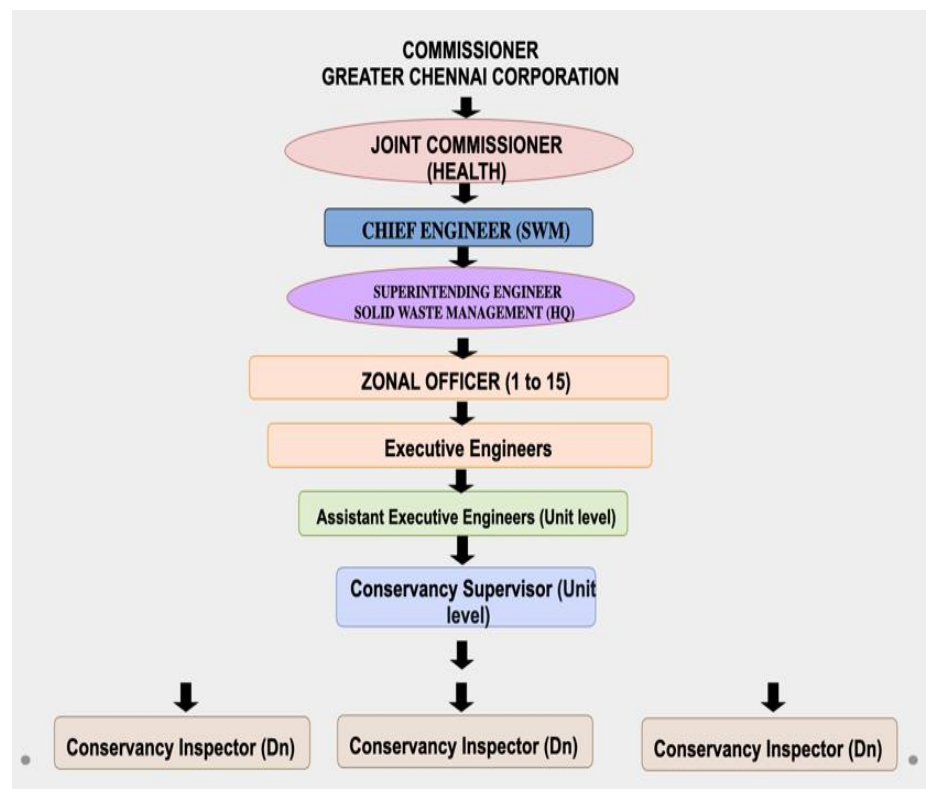 COMMISSIONER
GREATER CHENNAI CORPORATION
JOINT COMMISSIONER
(HEALTH)
CHIEF ENGINEER (SWM)
SUPERINTENDING ENGINEER
SOLID WASTE MANAGEMENT (HQ)
ZONAL OFFICER (1 to 15)
Executive Engineers
Assistant Executive Engineers (Unit level)
Conservancy Supervisor (Unit
level)
Conservancy Inspector (Dn)
Conservancy Inspector (Dn)
Conservancy Inspector (Dn)